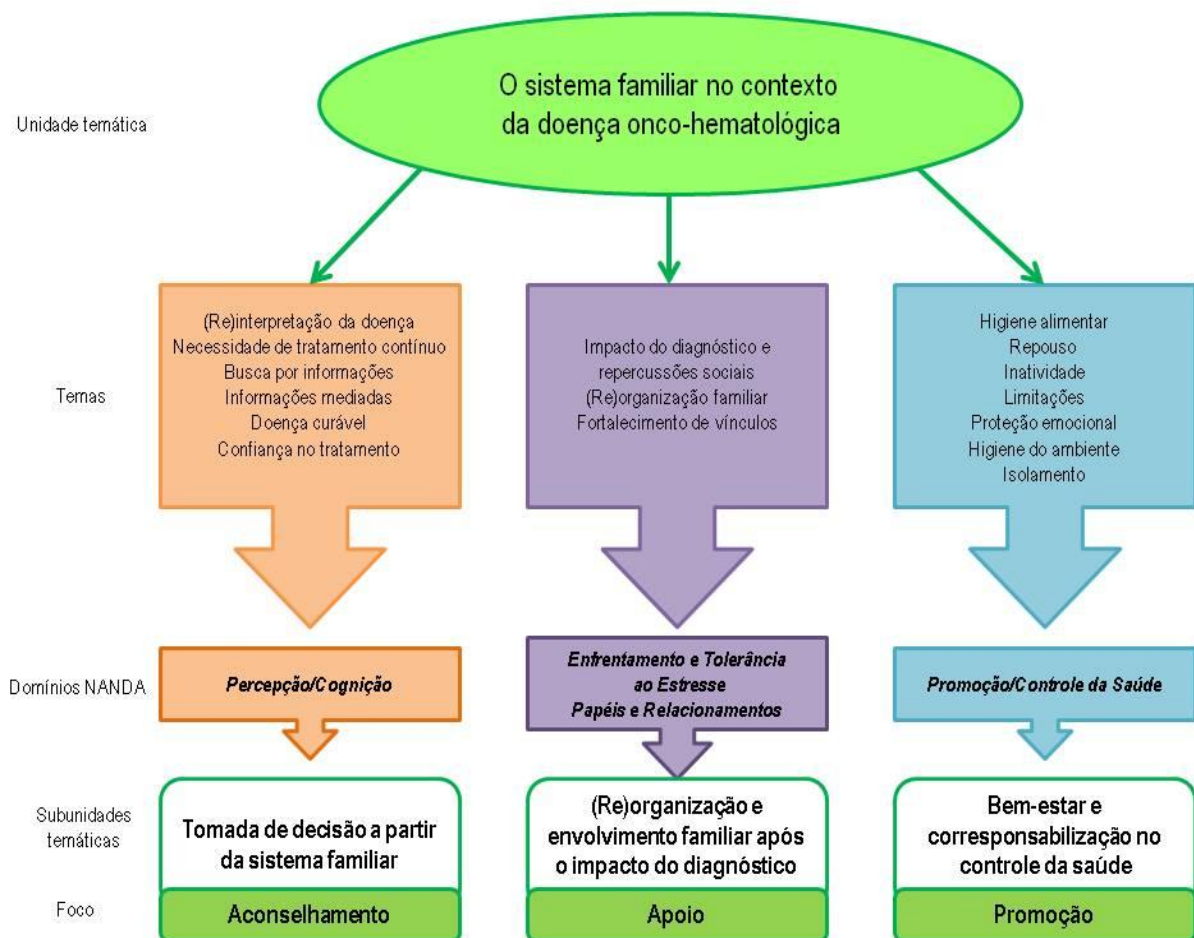 O sistema familiar no contexto
da doença onco-hematológica
Unidade temática
Temas
(Re)interpretação da doença
Necessidade de tratamento contínuo
Busca por informações
Informações mediadas
Doença curável
Confiança no tratamento
Impacto do diagnóstico e
repercussões sociais
(Re)organização familiar
Fortalecimento de vínculos
Higiene alimentar
Repouso
Inatividade
Limitações
Proteção emocional
Higiene do ambiente
Isolamento
Domínios NANDA
Percepção/Cognição
Enfrentamento e Tolerância
ao Estresse
Papéis e Relacionamentos
Promoção/Controle da Saúde
Subunidades
temáticas
Tomada de decisão a partir
da sistema familiar
(Re)organização e
envolvimento familiar após
o impacto do diagnóstico
Bem-estar e
corresponsabilização no
controle da saúde
Foco
Aconselhamento
Apoio
Promoção